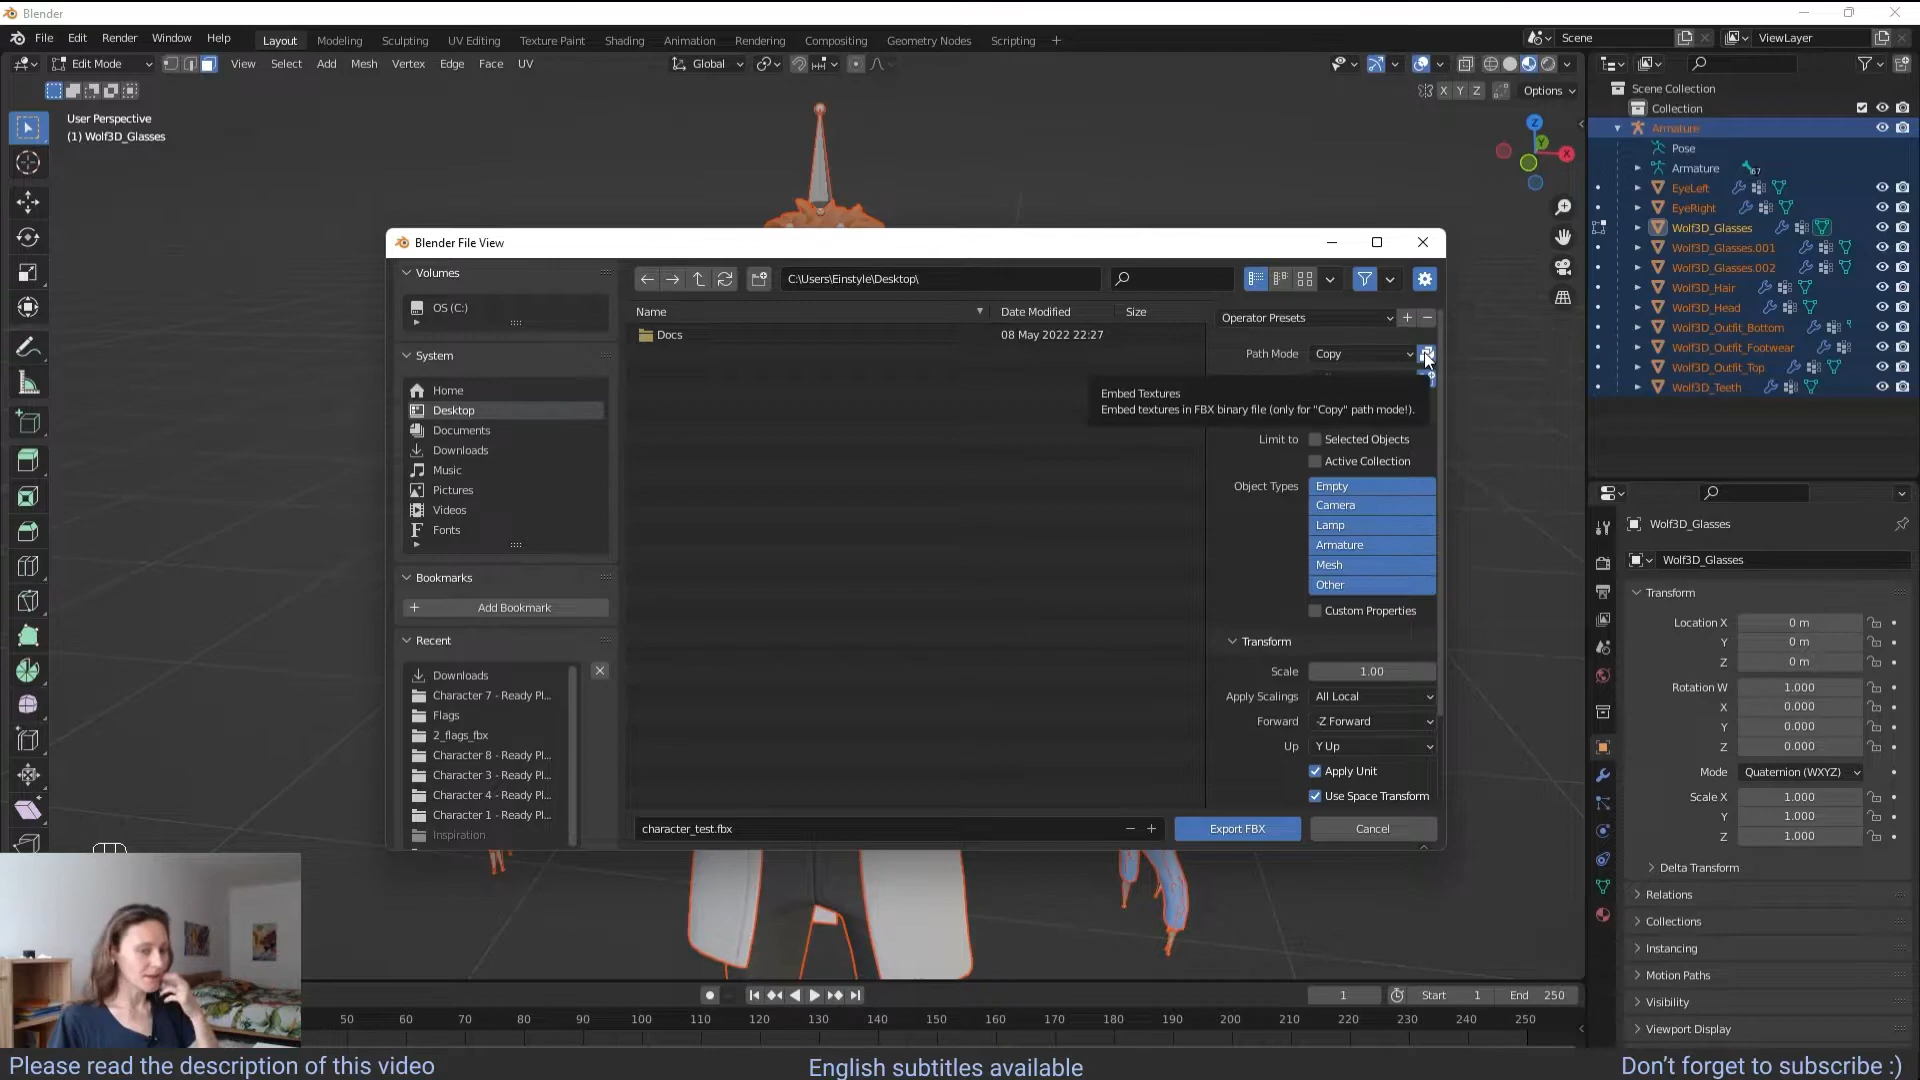 Blender
File Edit Render Window Help
Layout Modeling Sculpting UV Editing Texture Paint Shading Animation Rendering Compositing Geometry Nodes Scripting +
Scene
ViewLayer
Edit Mode
View Select Add Mesh Vertex Edge Face UV
Global
X Y Z
Options
User Perspective
(1) Wolf3D_Glasses
Z
Y
X
Scene Collection
Collection
Armature
Pose
Armature
67
EyeLeft
EyeRight
Wolf3D_Glasses
Wolf3D_Glasses.001
Wolf3D_Glasses.002
Wolf3D_Hair
Wolf3D_Head
Wolf3D_Outfit_Bottom
Wolf3D_Outfit_Footwear
Wolf3D_Outfit_Top
Wolf3D_Teeth
Blender File View
Volumes
OS (C:)
System
Home
Desktop
Documents
Downloads
Music
Pictures
Videos
Fonts
Bookmarks
Add Bookmark
Recent
Downloads
Character 7 - Ready Pl...
Flags
2_flags_fbx
Character 8 - Ready Pl...
Character 3 - Ready Pl...
Character 4 - Ready Pl...
Character 1 - Ready Pl...
Inspiration
C:\Users\Einstyle\Desktop\
Name Date Modified Size
Docs 08 May 2022 22:27
Operator Presets
Path Mode Copy
Embed Textures
Embed textures in FBX binary file (only for "Copy" path mode!).
Limit to Selected Objects
Active Collection
Object Types Empty
Camera
Lamp
Armature
Mesh
Other
Custom Properties
Transform
Scale 1.00
Apply Scalings All Local
Forward -Z Forward
Up Y Up
Apply Unit
Use Space Transform
character_test.fbx
Export FBX
Cancel
Wolf3D_Glasses
Wolf3D_Glasses
Transform
Location X 0 m
Y 0 m
Z 0 m
Rotation W 1.000
X 0.000
Y 0.000
Z 0.000
Mode Quaternion (WXYZ)
Scale X 1.000
Y 1.000
Z 1.000
Delta Transform
Relations
Collections
Instancing
Motion Paths
Visibility
Viewport Display
1
Start 1
End 250
50 60 70 80 90 100 110 120 130 140 150 160 170 180 190 200 210 220 230 240 250
Please read the description of this video
English subtitles available
Don't forget to subscribe :)